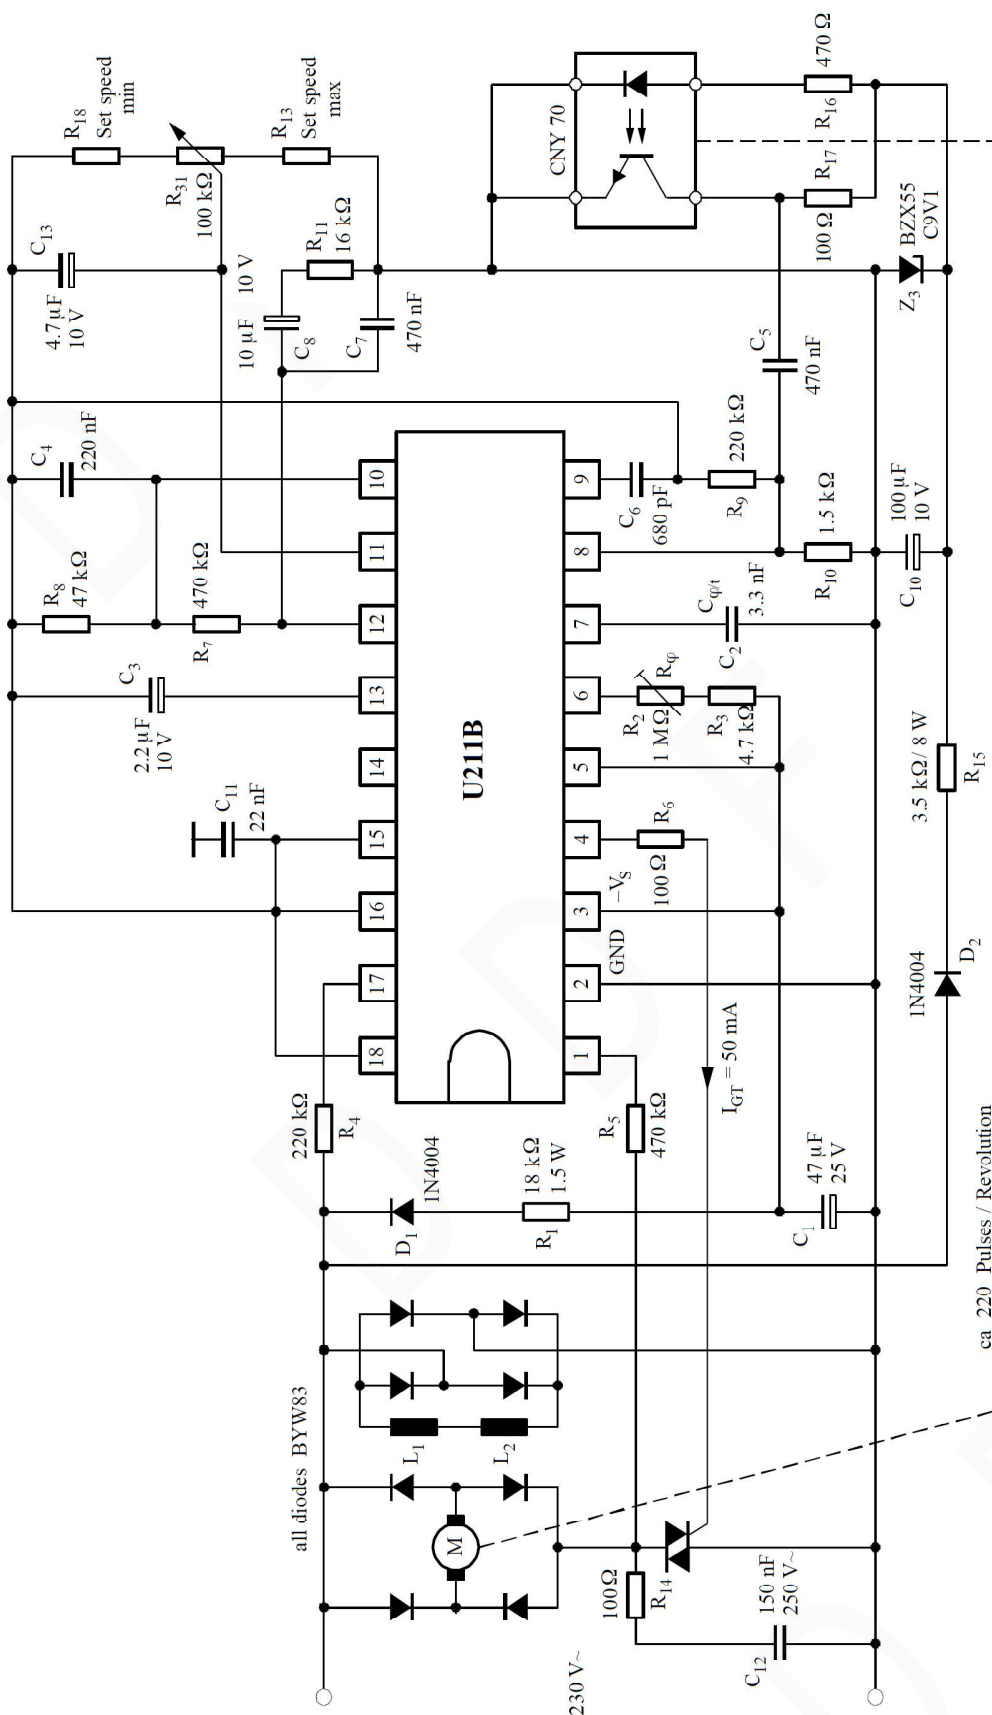 R18
Set speed
min
R31
100 kΩ
R13
Set speed
max
C13
4.7 µF
10 V
R11
16 kΩ
10 µF
10 V
C8
C7
470 nF
CNY 70
470 Ω
R16
R17
100 Ω
BZX55
C9V1
Z3
C5
470 nF
C4
220 nF
R8
47 kΩ
470 kΩ
R7
C3
2.2 µF
10 V
C11
22 nF
10
11
12
13
14
15
16
17
18
U211B
9
8
7
6
5
4
3
2
1
C6
680 pF
220 kΩ
R9
1.5 kΩ
R10
100 µF
10 V
C10
Cφ/t
3.3 nF
C2
Rφ
R2
1 MΩ
R3
4.7 kΩ
R6
100 Ω
–VS
GND
3.5 kΩ / 8 W
R15
1N4004
D2
IGT = 50 mA
220 kΩ
R4
1N4004
D1
18 kΩ
1.5 W
R1
R5
470 kΩ
47 µF
25 V
C1
ca 220 Pulses / Revolution
all diodes BYW83
L1
L2
M
100 Ω
R14
150 nF
250 V~
C12
230 V~